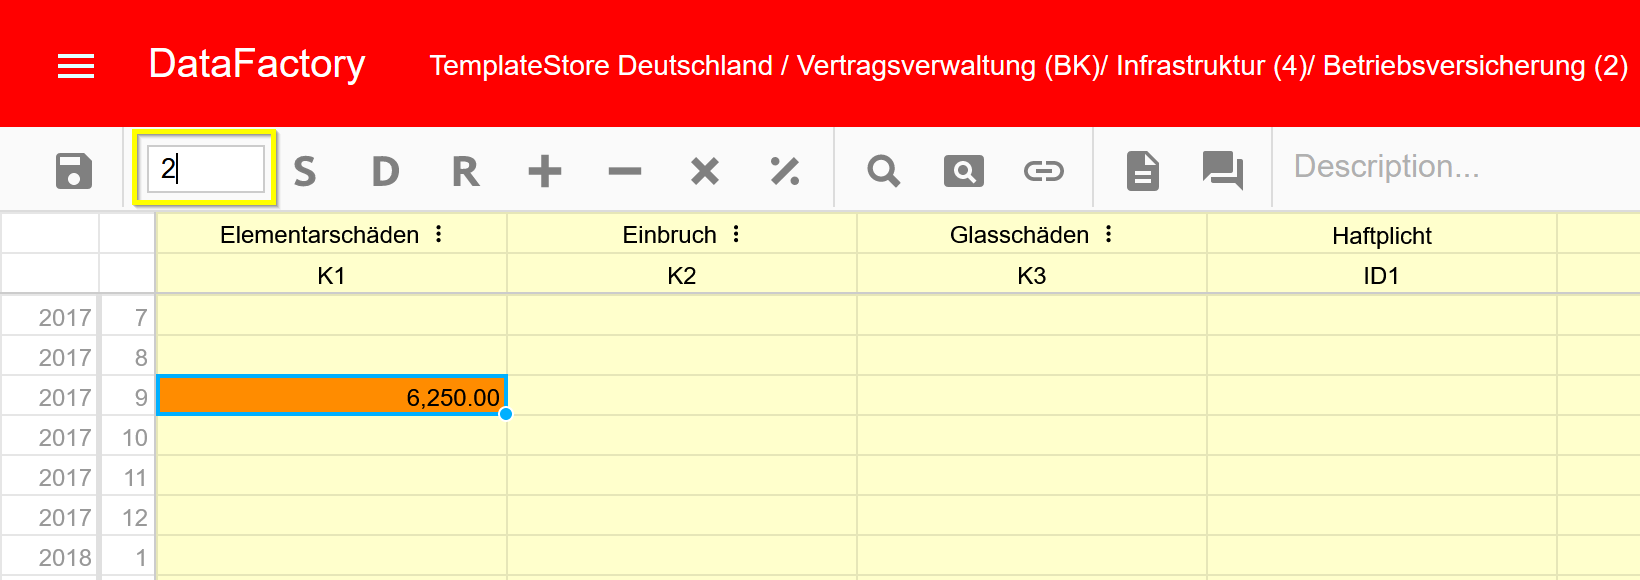 DataFactory TemplateStore Deutschland / Vertragsverwaltung (BK)/ Infrastruktur (4)/ Betriebsversicherung (2)
2 S D R Description...
Elementarschäden Einbruch Glasschäden Haftplicht
K1 K2 K3 ID1
2017 7
2017 8
2017 9 6,250.00
2017 10
2017 11
2017 12
2018 1